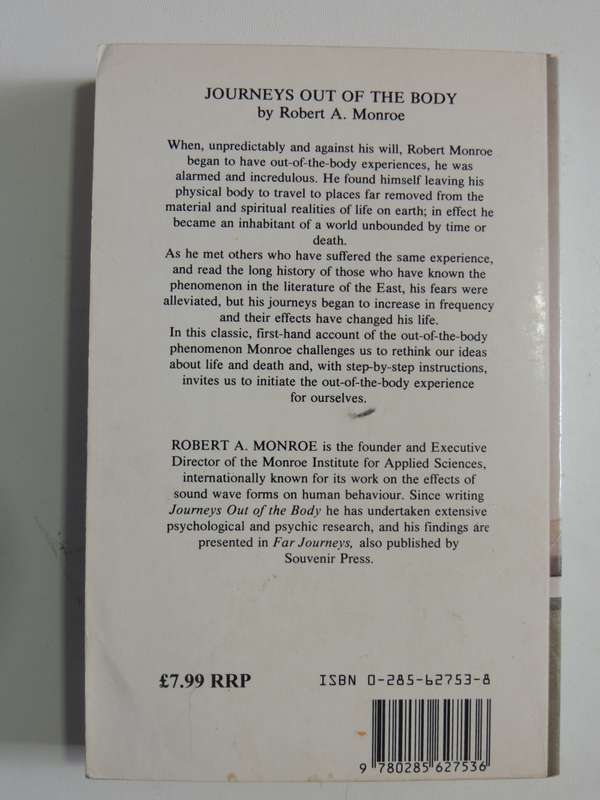 JOURNEYS OUT OF THE BODY
by Robert A. Monroe
When, unpredictably and against his will, Robert Monroe
began to have out-of-the-body experiences, he was
alarmed and incredulous. He found himself leaving his
physical body to travel to places far removed from the
material and spiritual realities of life on earth; in effect he
became an inhabitant of a world unbounded by time or
death.
As he met others who have suffered the same experience,
and read the long history of those who have known the
phenomenon in the literature of the East, his fears were
alleviated, but his journeys began to increase in frequency
and their effects have changed his life.
In this classic, first-hand account of the out-of-the-body
phenomenon Monroe challenges us to rethink our ideas
about life and death and, with step-by-step instructions,
invites us to initiate the out-of-the-body experience
for ourselves.
ROBERT A. MONROE is the founder and Executive
Director of the Monroe Institute for Applied Sciences,
internationally known for its work on the effects of
sound wave forms on human behaviour. Since writing
Journeys Out of the Body he has undertaken extensive
psychological and psychic research, and his findings are
presented in Far Journeys, also published by
Souvenir Press.
£7.99 RRP
ISBN 0-285-62753-8
9 780285 627536